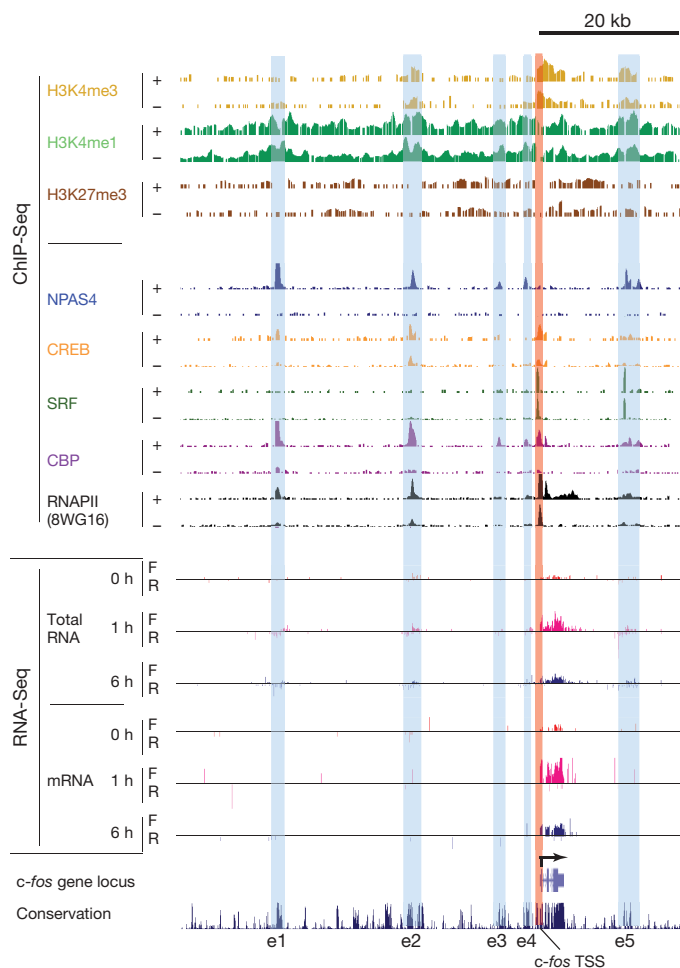 20 kb
ChIP-Seq
H3K4me3
+
−
H3K4me1
+
−
H3K27me3
+
−
NPAS4
+
−
CREB
+
−
SRF
+
−
CBP
+
−
RNAPII
(8WG16)
+
−
RNA-Seq
Total
RNA
0 h
F
R
1 h
F
R
6 h
F
R
mRNA
0 h
F
R
1 h
F
R
6 h
F
R
c-fos gene locus
Conservation
e1 e2 e3 e4 e5
c-fos TSS